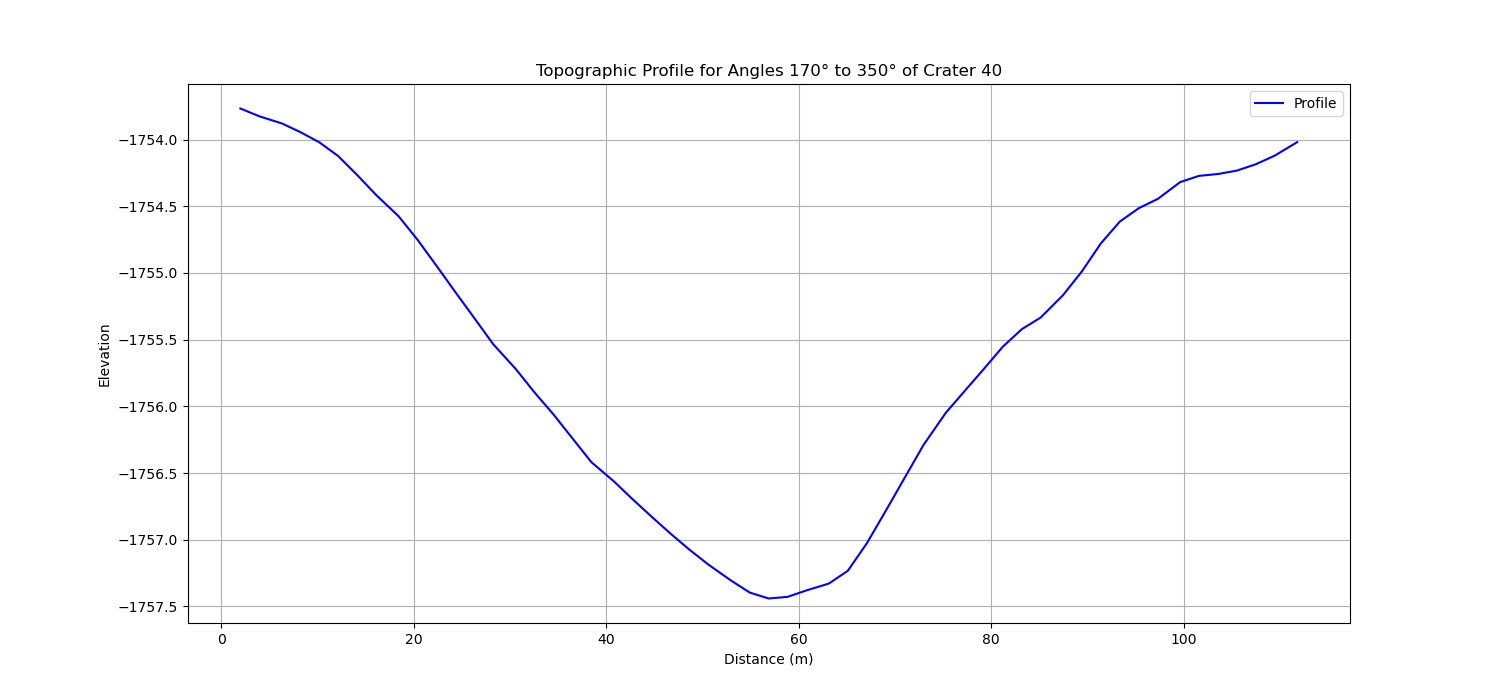 Topographic Profile for Angles 170° to 350° of Crater 40
Profile
−1754.0
−1754.5
−1755.0
−1755.5
−1756.0
−1756.5
−1757.0
−1757.5
Elevation
0 20 40 60 80 100
Distance (m)